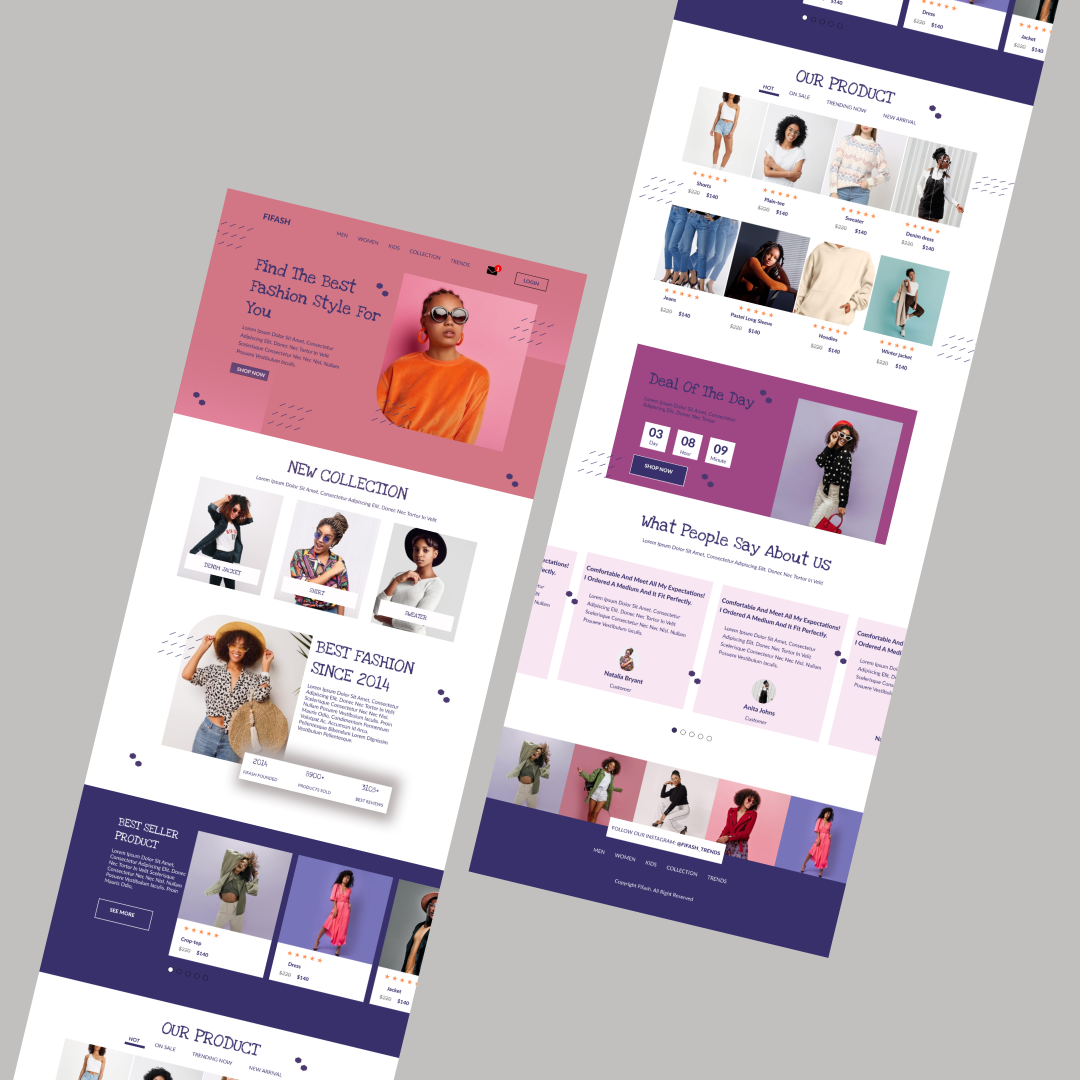 FIFASH
MEN WOMEN KIDS COLLECTION TRENDS
1
LOGIN
Find The Best
Fashion Style For
You
Lorem Ipsum Dolor Sit Amet, Consectetur
Adipiscing Elit. Donec Nec Tortor In Velit
Scelerisque Consectetur Nec Nec Nisl. Nullam
Posuere Vestibulum Iaculis.
SHOP NOW
NEW COLLECTION
Lorem Ipsum Dolor Sit Amet, Consectetur Adipiscing Elit. Donec Nec Tortor In Velit
DENIM JACKET
SHIRT
SWEATER
BEST FASHION
SINCE 2014
Lorem Ipsum Dolor Sit Amet,
Consectetur Adipiscing
Elit. Donec Nec Tortor In Velit
Scelerisque Consectetur Nec Nec Nisl.
Nullam Posuere Vestibulum Iaculis. Proin
Mauris Odio, Condimentum Fermentum
Volutpat Ac, Accumsan Id Arcu.
Pellentesque Bibendum Lorem Dignissim
Vestibulum Pellentesque.
2014
FIFASH FOUNDED
8900+
PRODUCTS SOLD
3105+
BEST REVIEWS
BEST SELLER
PRODUCT
Lorem Ipsum Dolor Sit Amet,
Consectetur Adipiscing Elit. Donec
Nec Tortor In Velit Scelerisque
Consectetur Nec Nec Nisl. Nullam
Posuere Vestibulum Iaculis. Proin
Mauris Odio,
SEE MORE
Crop-top
$220 $140
Dress
$220 $140
Jacket
$220 $140
OUR PRODUCT
HOT ON SALE TRENDING NOW NEW ARRIVAL
$140
Dress
$220 $140
Jacket
$220 $140
OUR PRODUCT
HOT ON SALE TRENDING NOW NEW ARRIVAL
Shorts
$220 $140
Plain-tee
$220 $140
Sweater
$220 $140
Denim dress
$220 $140
Jeans
$220 $140
Pastel Long Sleeve
$220 $140
Hoodies
$220 $140
Winter jacket
$220 $140
Deal Of The Day
Lorem Ipsum Dolor Sit Amet, Consectetur
Adipiscing Elit. Donec Nec Tortor
03
Day
08
Hour
09
Minute
SHOP NOW
What People Say About Us
Lorem Ipsum Dolor Sit Amet, Consectetur Adipiscing Elit. Donec Nec Tortor In Velit
ctations!
ectly.
Nullam
Comfortable And Meet All My Expectations!
I Ordered A Medium And It Fit Perfectly.
Lorem Ipsum Dolor Sit Amet, Consectetur
Adipiscing Elit. Donec Nec Tortor In Velit
Scelerisque Consectetur Nec Nec Nisl. Nullam
Posuere Vestibulum Iaculis.
Natalia Bryant
Customer
Comfortable And Meet All My Expectations!
I Ordered A Medium And It Fit Perfectly.
Lorem Ipsum Dolor Sit Amet, Consectetur
Adipiscing Elit. Donec Nec Tortor In Velit
Scelerisque Consectetur Nec Nec Nisl. Nullam
Posuere Vestibulum Iaculis.
Anita Johns
Customer
Comfortable And
I Ordered A Medi
Lorem Ipsum Do
FOLLOW OUR INSTAGRAM: @FIFASH_TRENDS
MEN WOMEN KIDS COLLECTION TRENDS
Copyright Fifash. All Right Reserved